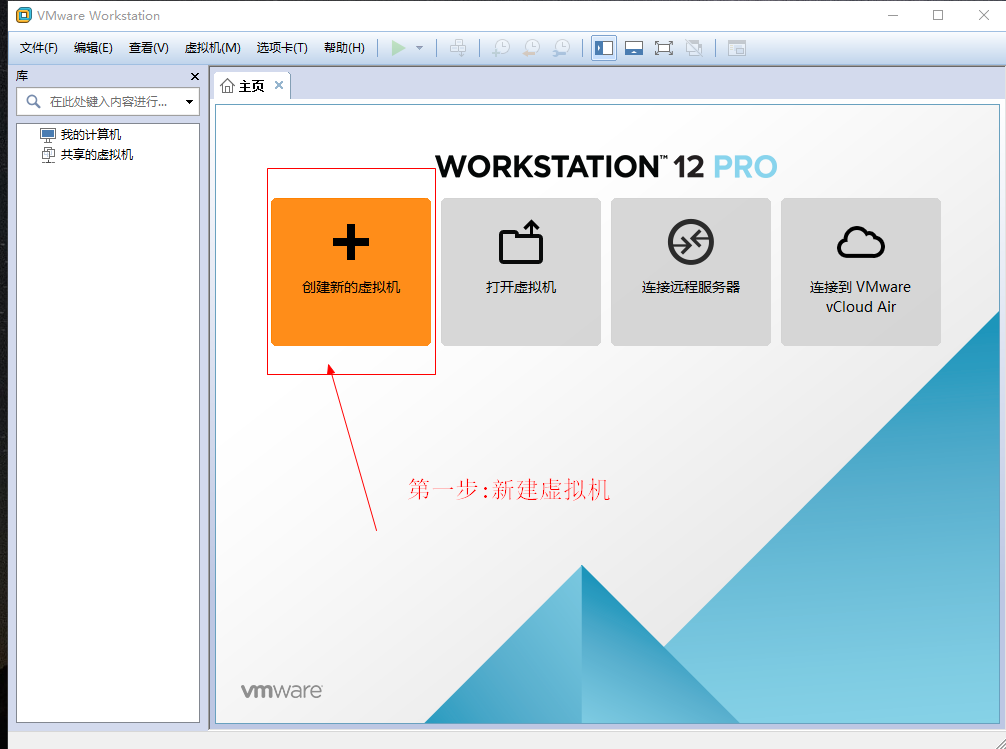 VMware Workstation
文件(F) 编辑(E) 查看(V) 虚拟机(M) 选项卡(T) 帮助(H)
库
在此处键入内容进行...
我的计算机
共享的虚拟机
主页
WORKSTATION™ 12 PRO
创建新的虚拟机
打开虚拟机
连接远程服务器
连接到 VMware
vCloud Air
第一步:新建虚拟机
vmware